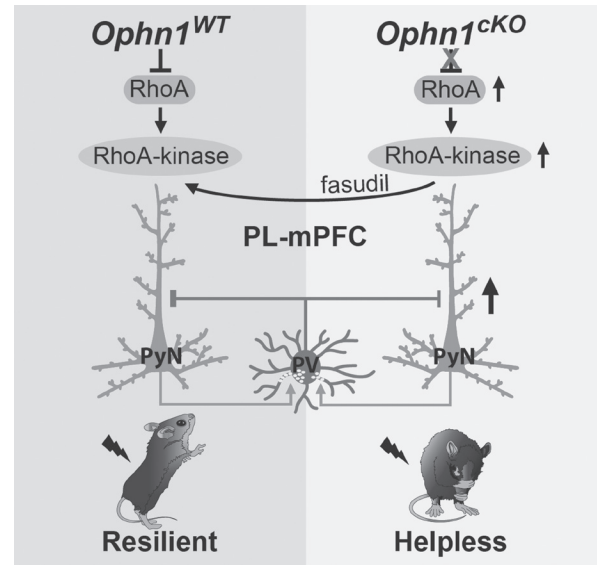 Ophn1WT Ophn1cKO
RhoA RhoA
RhoA-kinase RhoA-kinase
fasudil
PL-mPFC
PyN PV PyN
Resilient Helpless